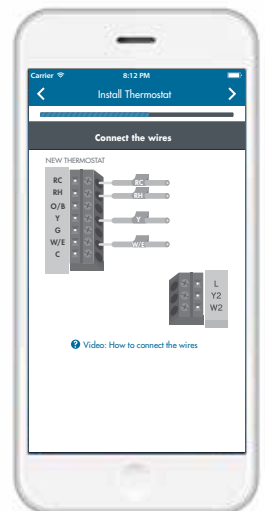 Carrier 8:12 PM
Install Thermostat
Connect the wires
NEW THERMOSTAT
RC RC
RH RH
O/B
Y Y
G
W/E W/E
C
L
Y2
W2
? Video: How to connect the wires